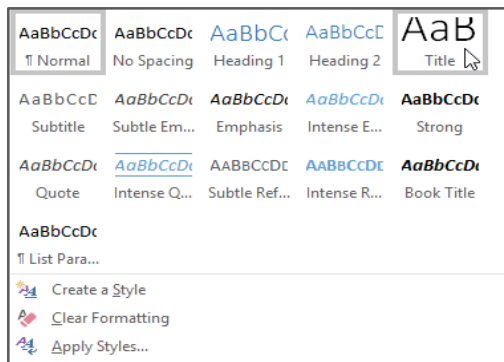 AaBbCcDc AaBbCcDc AaBbCc AaBbCcD AaB
¶ Normal No Spacing Heading 1 Heading 2 Title
AaBbCcD AaBbCcDc AaBbCcDc AaBbCcDc AaBbCcDc
Subtitle Subtle Em... Emphasis Intense E... Strong
AaBbCcDc AaBbCcDc AaBbCcDd AaBbCcDd AaBbCcDc
Quote Intense Q... Subtle Ref... Intense R... Book Title
AaBbCcDc
¶ List Para...
Create a Style
Clear Formatting
Apply Styles...